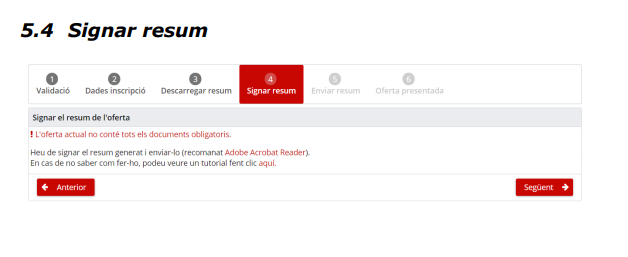 5.4 Signar resum
1 2 3 4 5 6
Validació Dades inscripció Descarregar resum Signar resum Enviar resum Oferta presentada
Signar el resum de l'oferta
! L'oferta actual no conté tots els documents obligatoris.
Heu de signar el resum generat i enviar-lo (recomanat Adobe Acrobat Reader).
En cas de no saber com fer-ho, podeu veure un tutorial fent clic aquí.
Anterior Següent